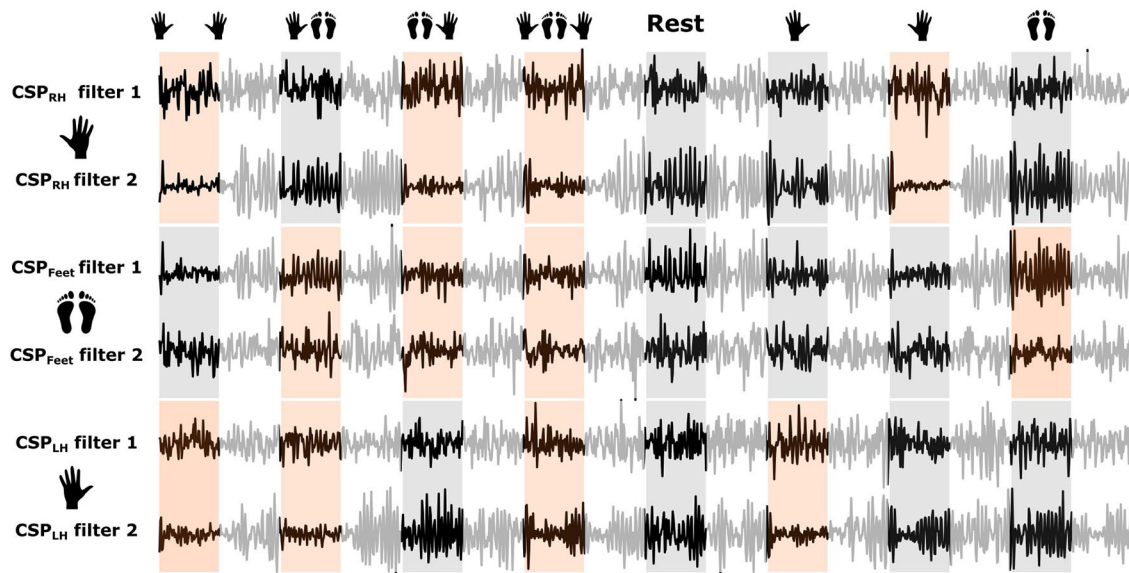 Rest
CSP_RH filter 1
CSP_RH filter 2
CSP_Feet filter 1
CSP_Feet filter 2
CSP_LH filter 1
CSP_LH filter 2